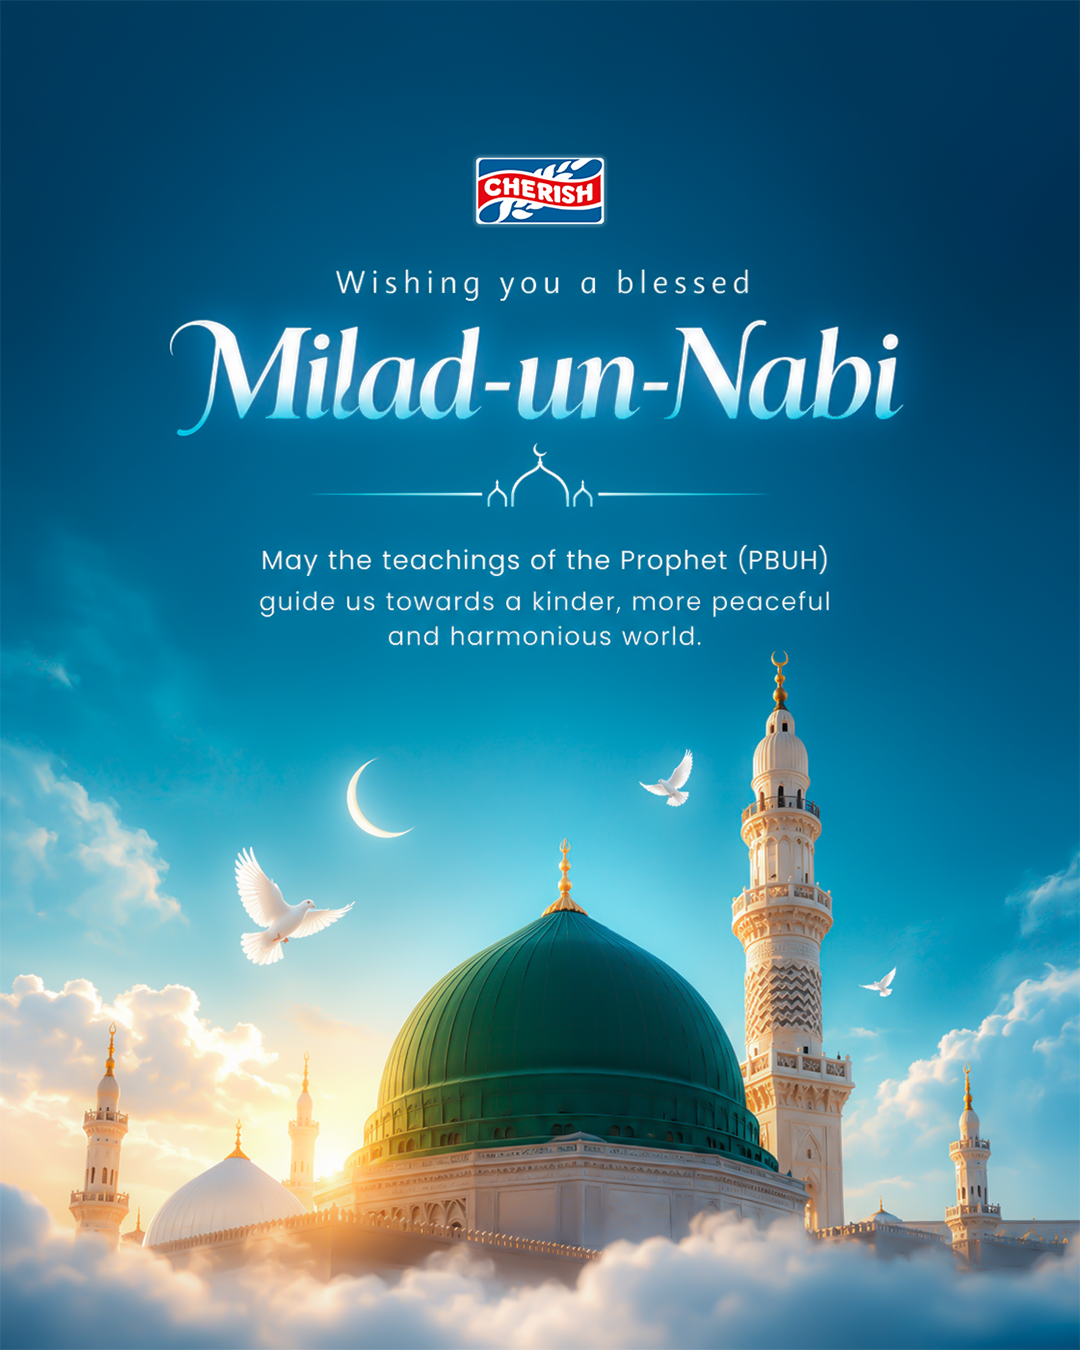 CHERISH
Wishing you a blessed
Milad-un-Nabi
May the teachings of the Prophet (PBUH)
guide us towards a kinder, more peaceful
and harmonious world.